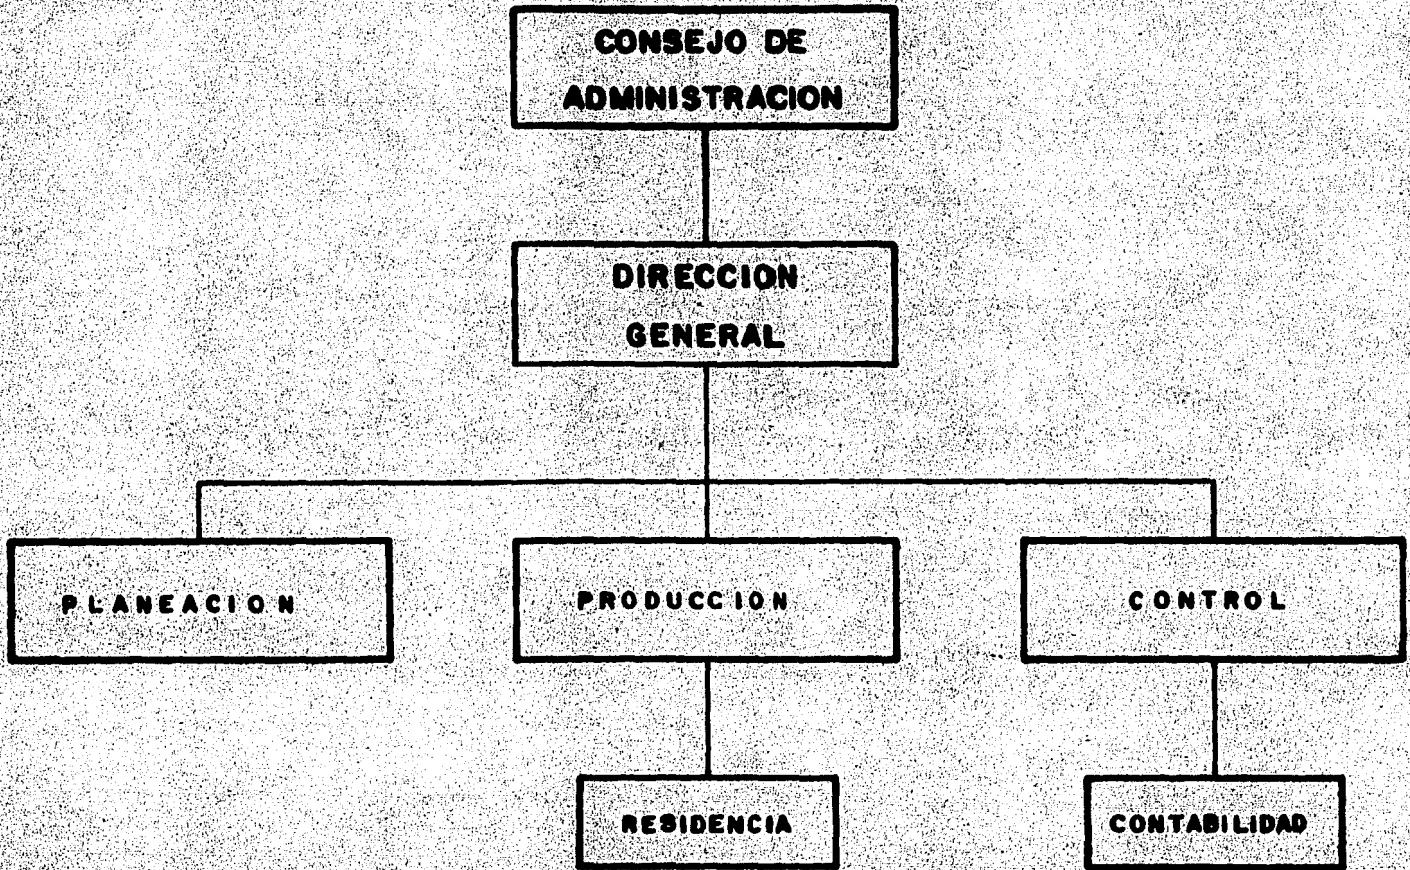 CONSEJO DE
ADMINISTRACION
DIRECCION
GENERAL
PLANEACION
PRODUCCION
CONTROL
RESIDENCIA
CONTABILIDAD